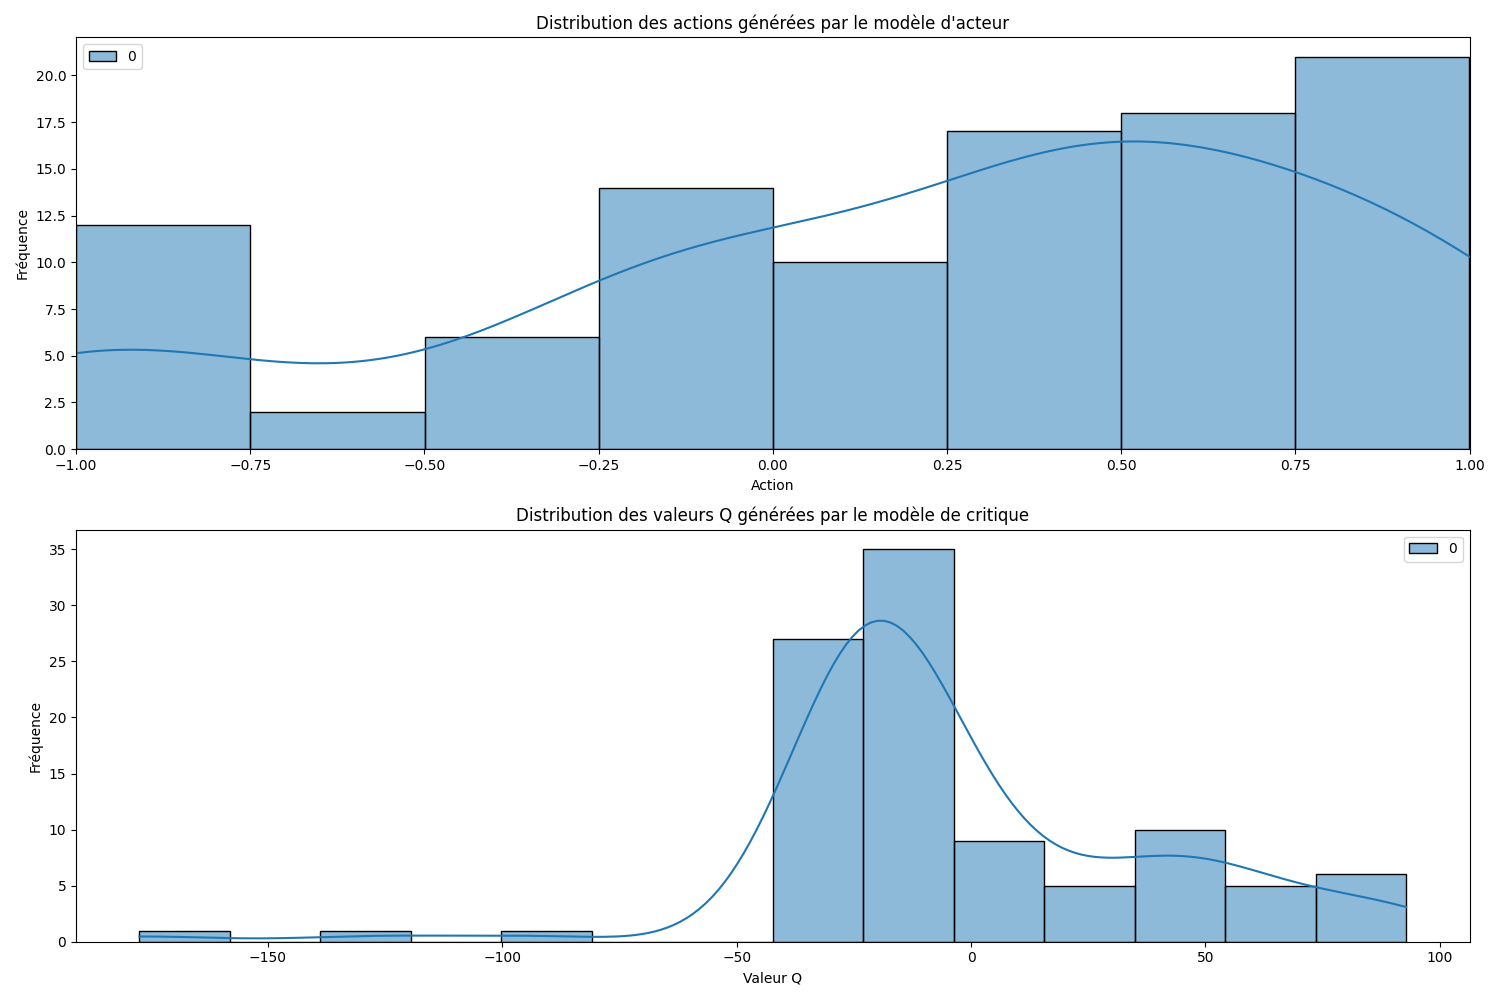 Distribution des actions générées par le modèle d'acteur
0
20.0
17.5
15.0
12.5
10.0
7.5
5.0
2.5
0.0
Fréquence
−1.00 −0.75 −0.50 −0.25 0.00 0.25 0.50 0.75 1.00
Action
Distribution des valeurs Q générées par le modèle de critique
0
35
30
25
20
15
10
5
0
Fréquence
−150 −100 −50 0 50 100
Valeur Q